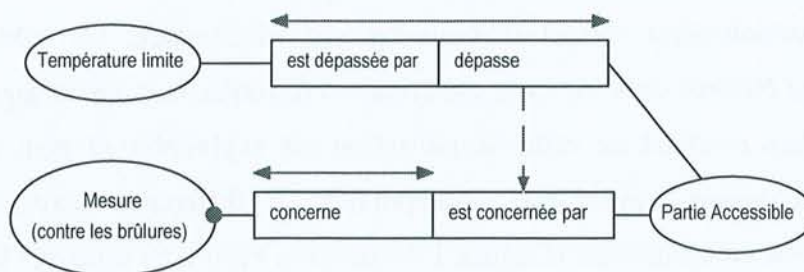 Température limite
est dépassée par
dépasse
Mesure
(contre les brûlures)
concerne
est concernée par
Partie Accessible